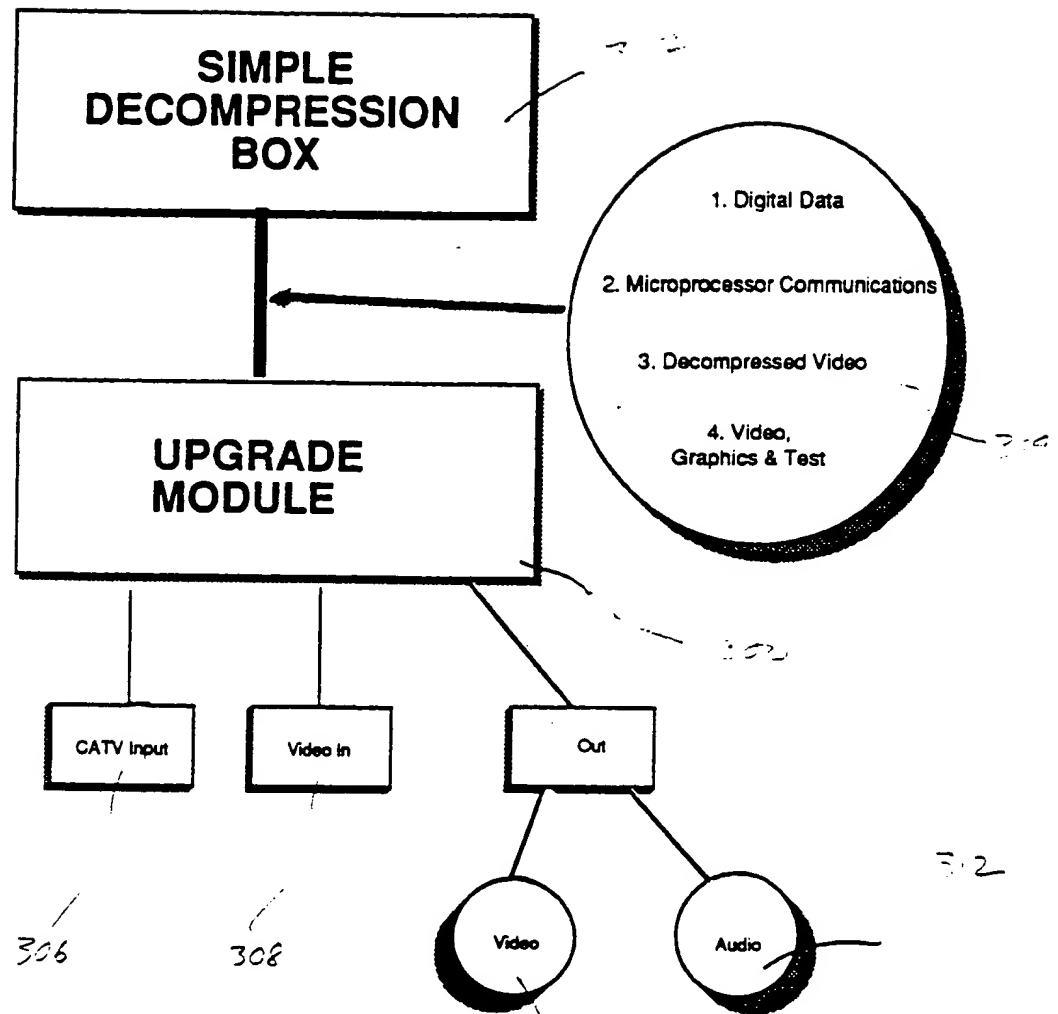 SIMPLE
DECOMPRESSION
BOX
1. Digital Data
2. Microprocessor Communications
3. Decompressed Video
4. Video,
Graphics & Test
UPGRADE
MODULE
CATV Input
Video In
Out
312
306
308
Video
Audio